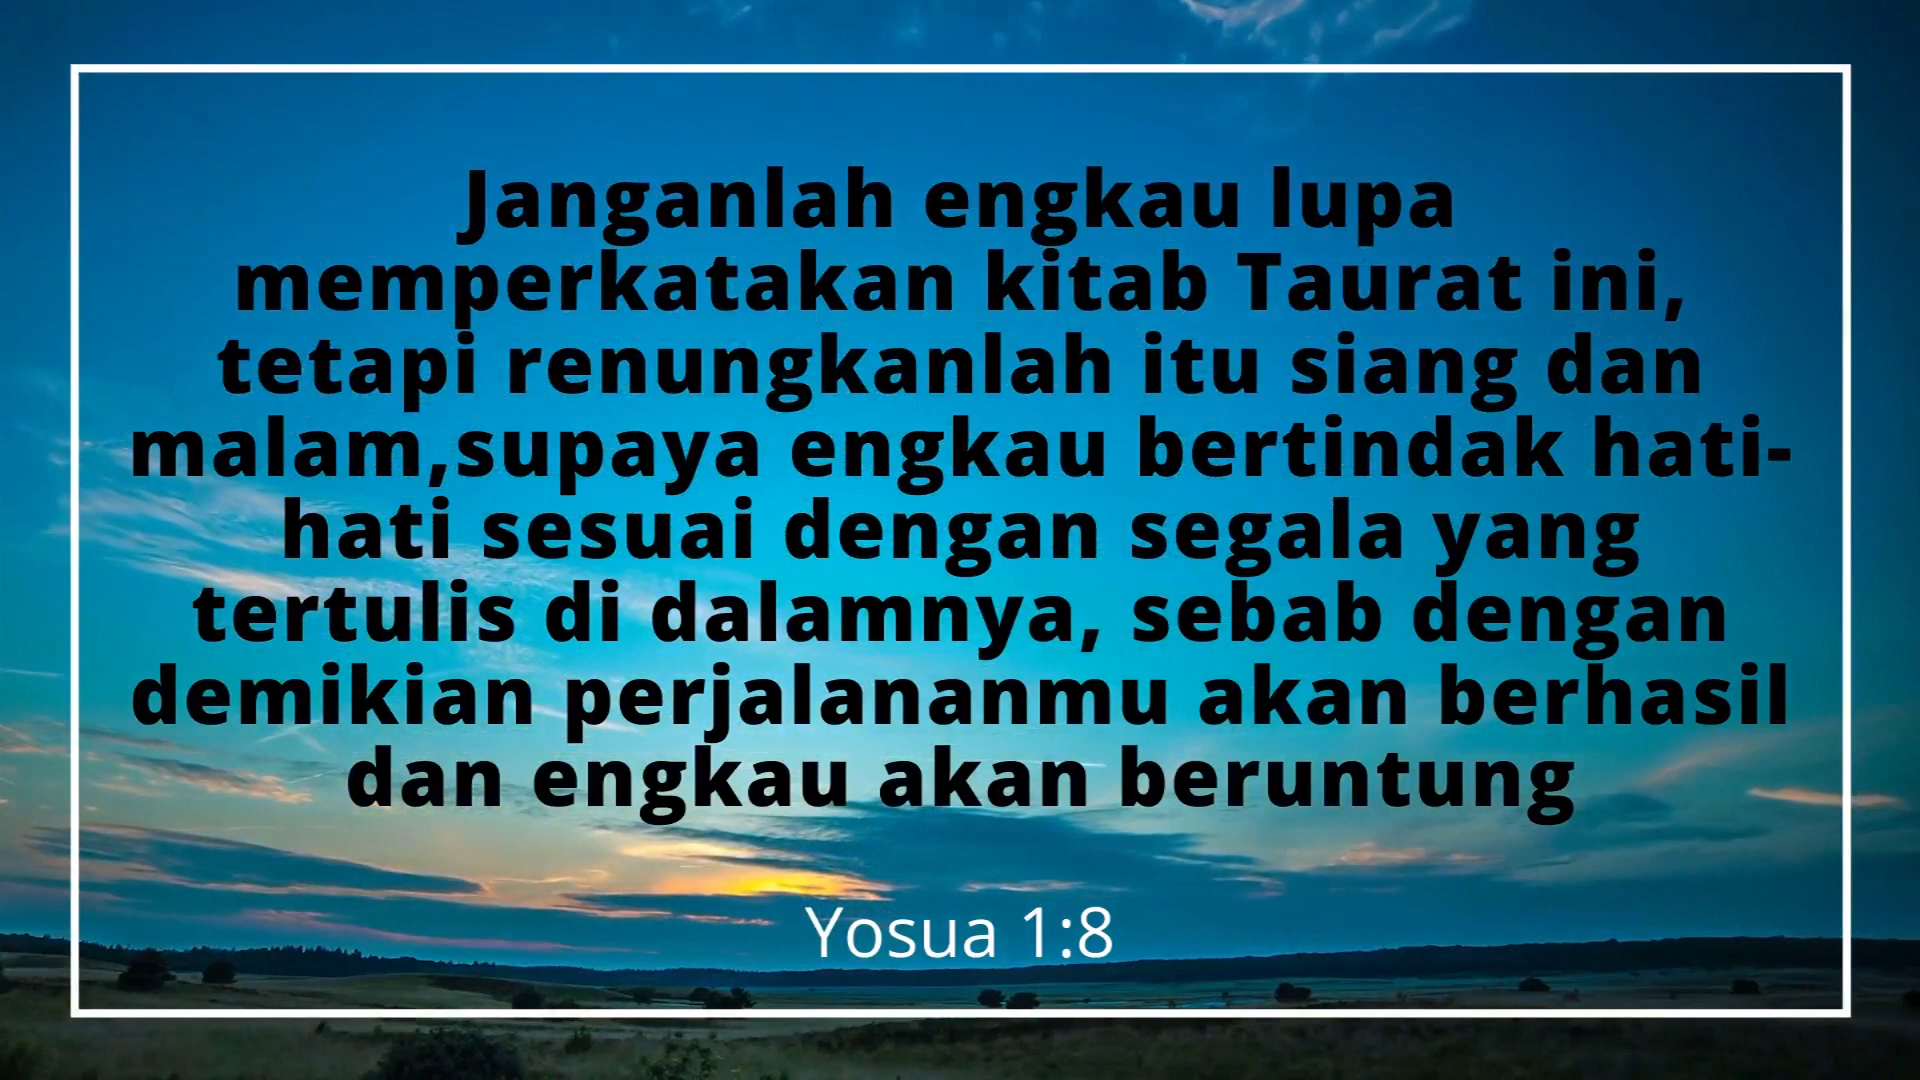 Janganlah engkau lupa
memperkatakan kitab Taurat ini,
tetapi renungkanlah itu siang dan
malam,supaya engkau bertindak hati-
hati sesuai dengan segala yang
tertulis di dalamnya, sebab dengan
demikian perjalananmu akan berhasil
dan engkau akan beruntung
Yosua 1:8